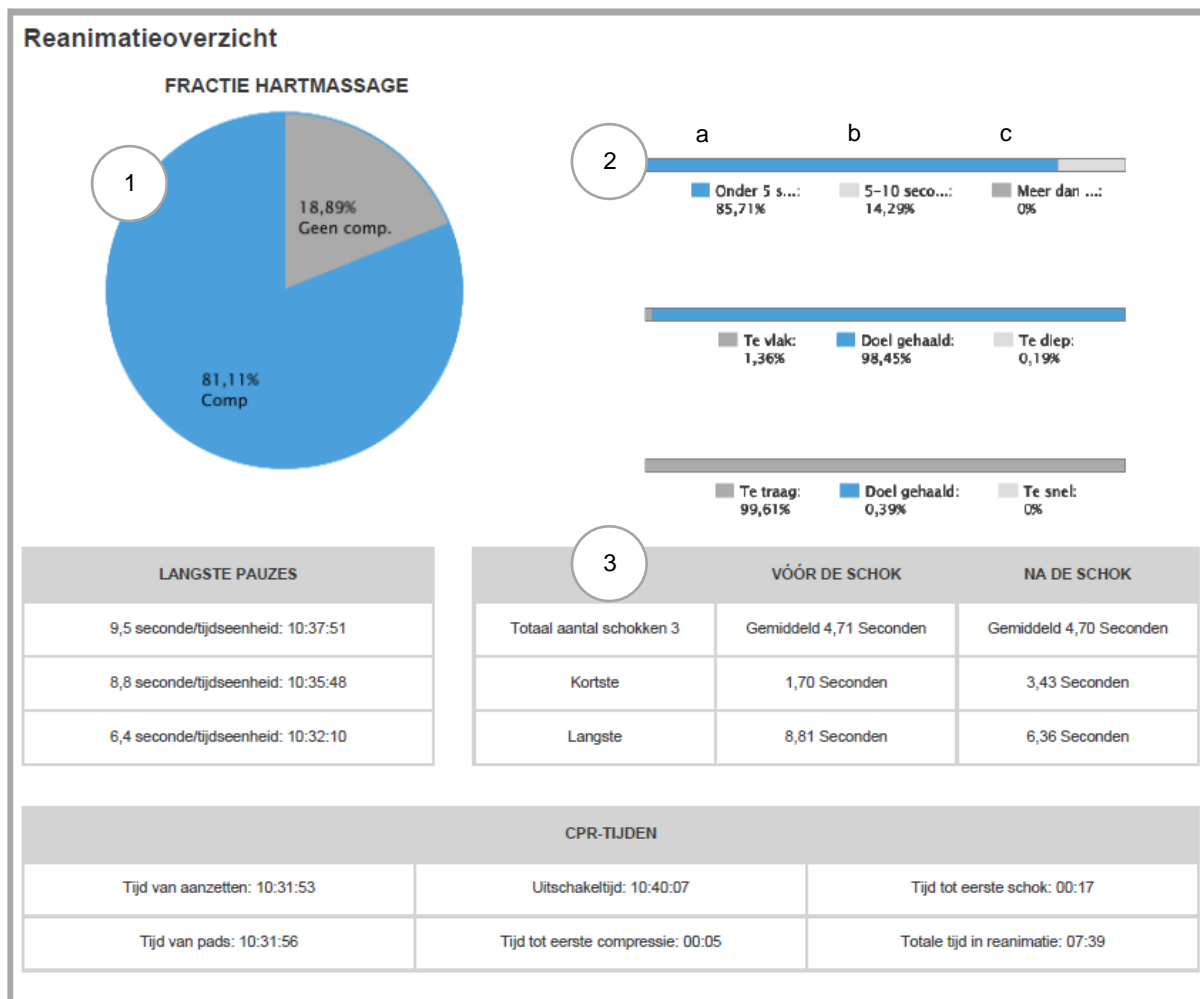 Reanimatieoverzicht
FRACTIE HARTMASSAGE
1
18,89%
Geen comp.
81,11%
Comp
2
a
b
c
Onder 5 s...:
85,71%
5-10 seco...:
14,29%
Meer dan ...:
0%
Te vlak:
1,36%
Doel gehaald:
98,45%
Te diep:
0,19%
Te traag:
99,61%
Doel gehaald:
0,39%
Te snel:
0%
LANGSTE PAUZES
9,5 seconde/tijdseenheid: 10:37:51
8,8 seconde/tijdseenheid: 10:35:48
6,4 seconde/tijdseenheid: 10:32:10
3
VÓÓR DE SCHOK
NA DE SCHOK
Totaal aantal schokken 3
Gemiddeld 4,71 Seconden
Gemiddeld 4,70 Seconden
Kortste
1,70 Seconden
3,43 Seconden
Langste
8,81 Seconden
6,36 Seconden
CPR-TIJDEN
Tijd van aanzetten: 10:31:53
Uitschakeltijd: 10:40:07
Tijd tot eerste schok: 00:17
Tijd van pads: 10:31:56
Tijd tot eerste compressie: 00:05
Totale tijd in reanimatie: 07:39